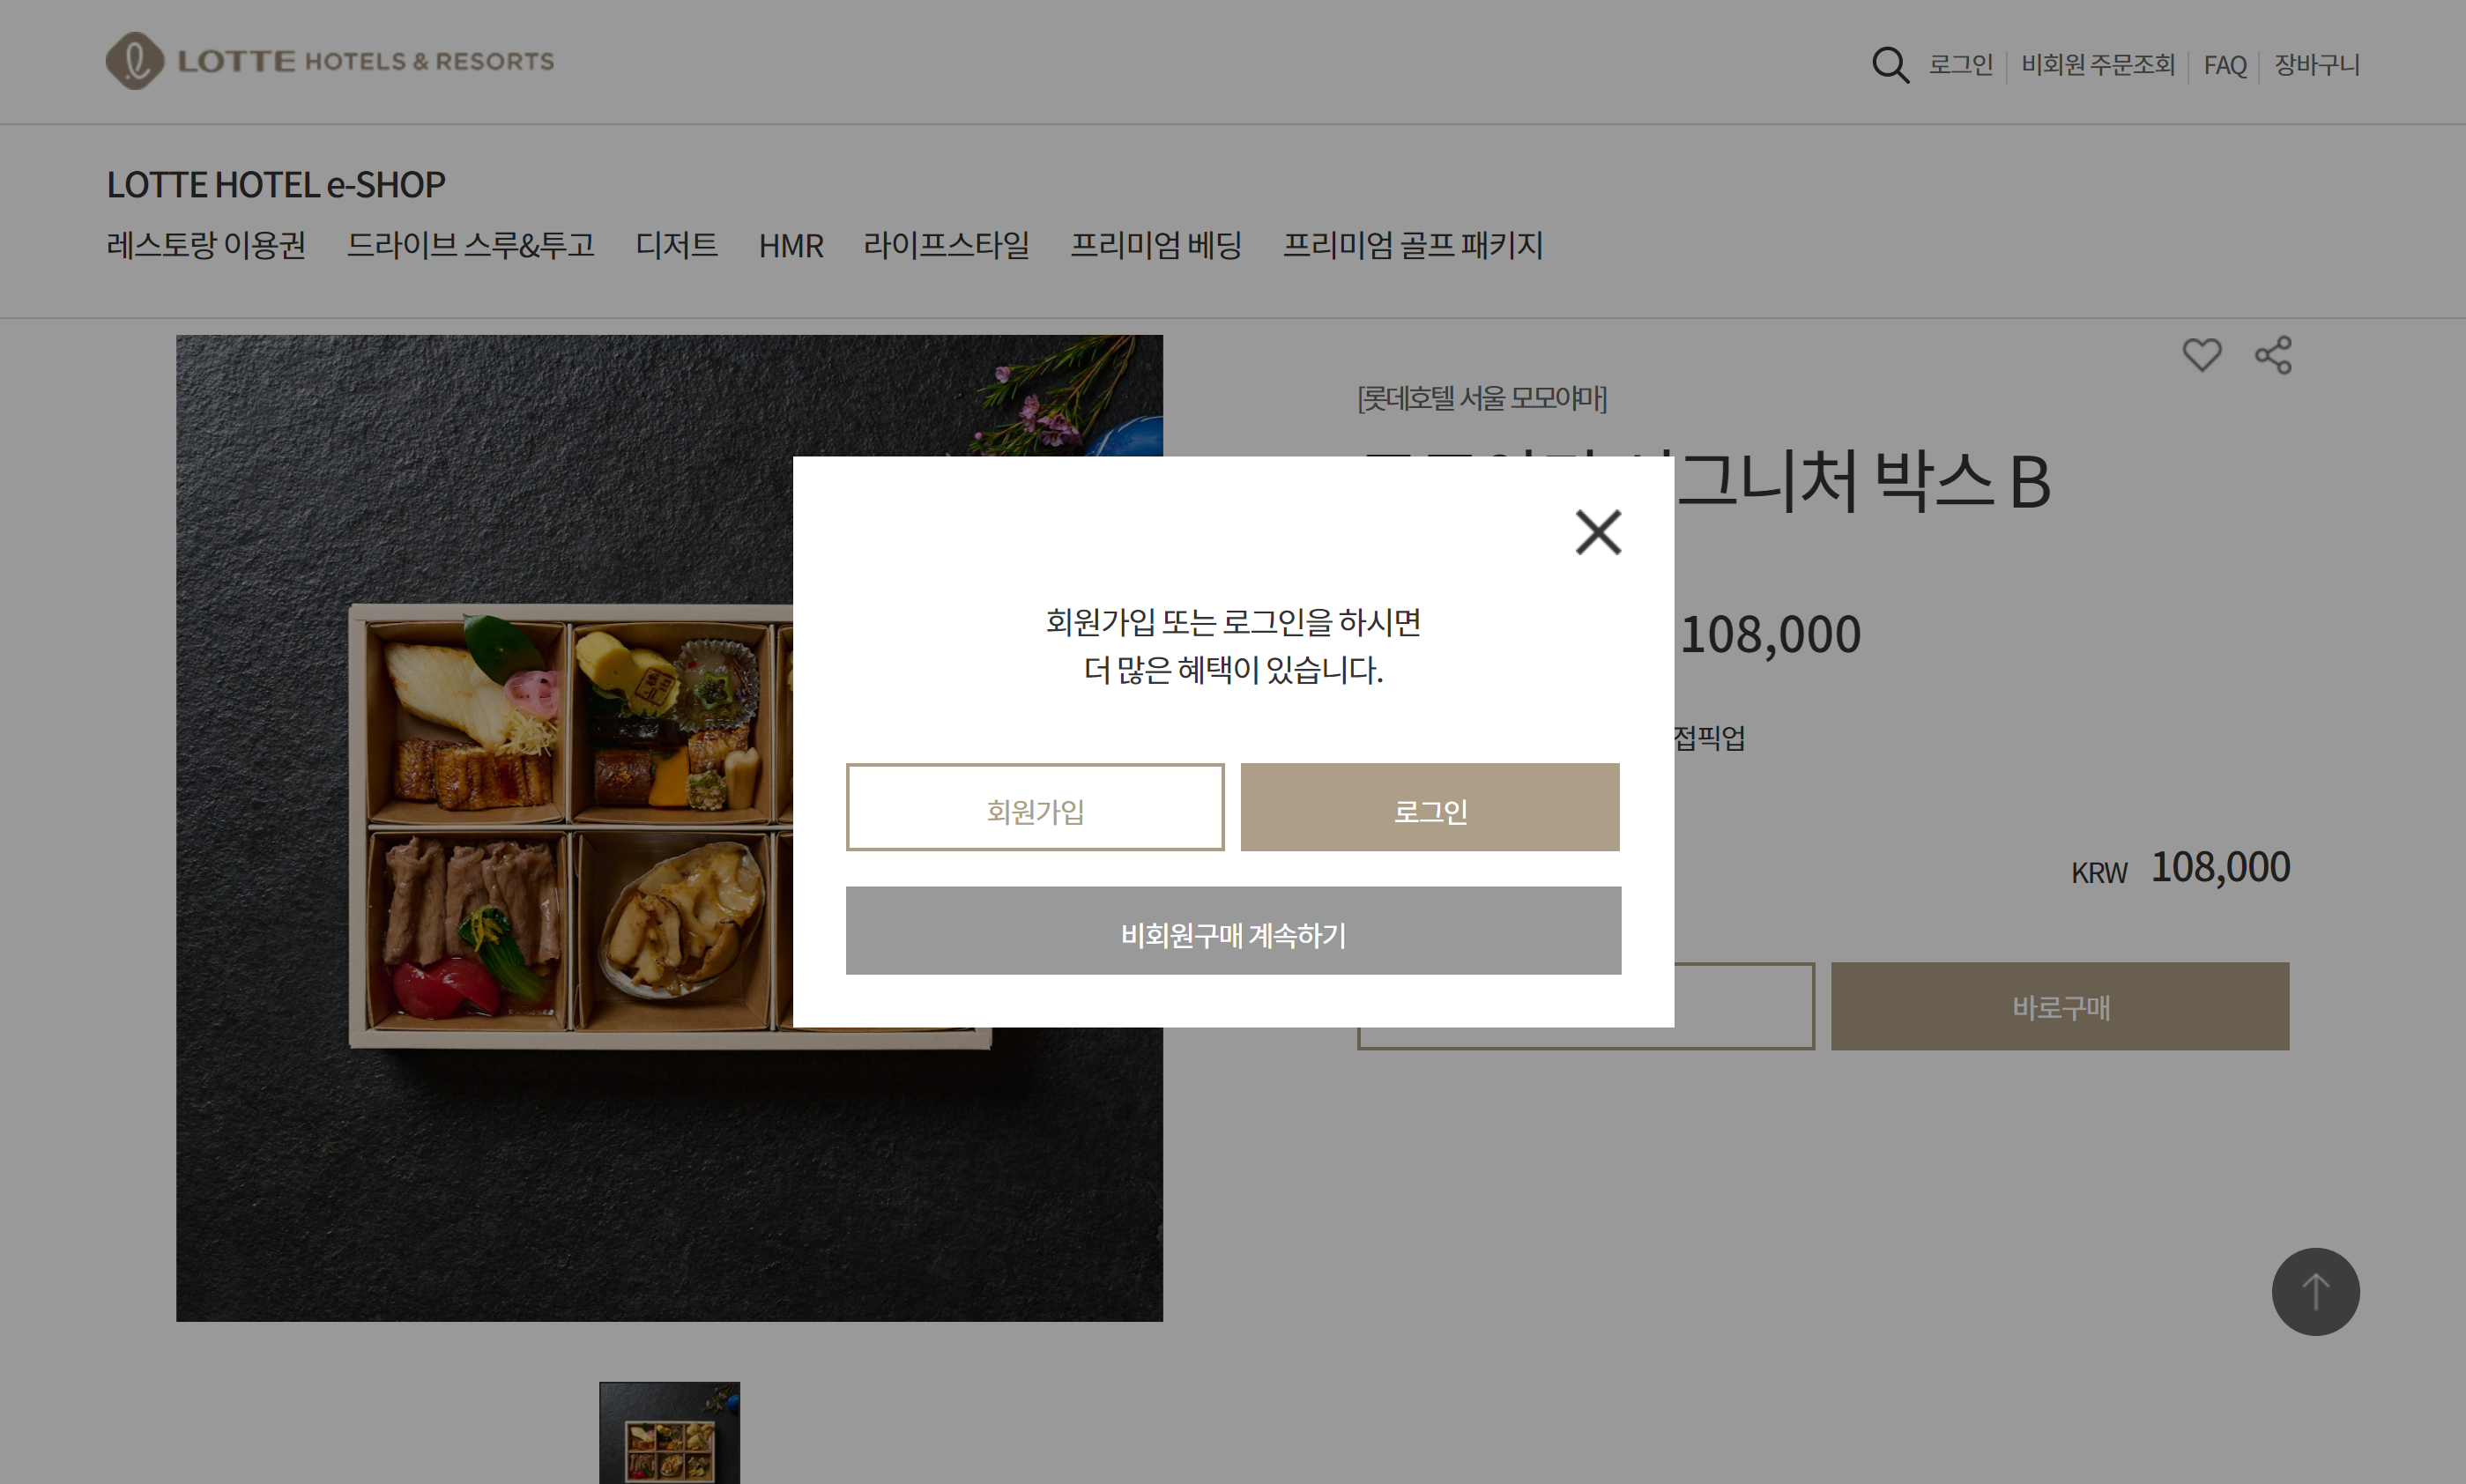 LOTTE HOTELS & RESORTS
로그인
비회원 주문조회
FAQ
장바구니
LOTTE HOTEL e-SHOP
레스토랑 이용권
드라이브 스루&투고
디저트
HMR
라이프스타일
프리미엄 베딩
프리미엄 골프 패키지
[롯데호텔 서울 모모야마]
그니처 박스 B
108,000
접픽업
KRW 108,000
바로구매
회원가입 또는 로그인을 하시면
더 많은 혜택이 있습니다.
회원가입
로그인
비회원구매 계속하기